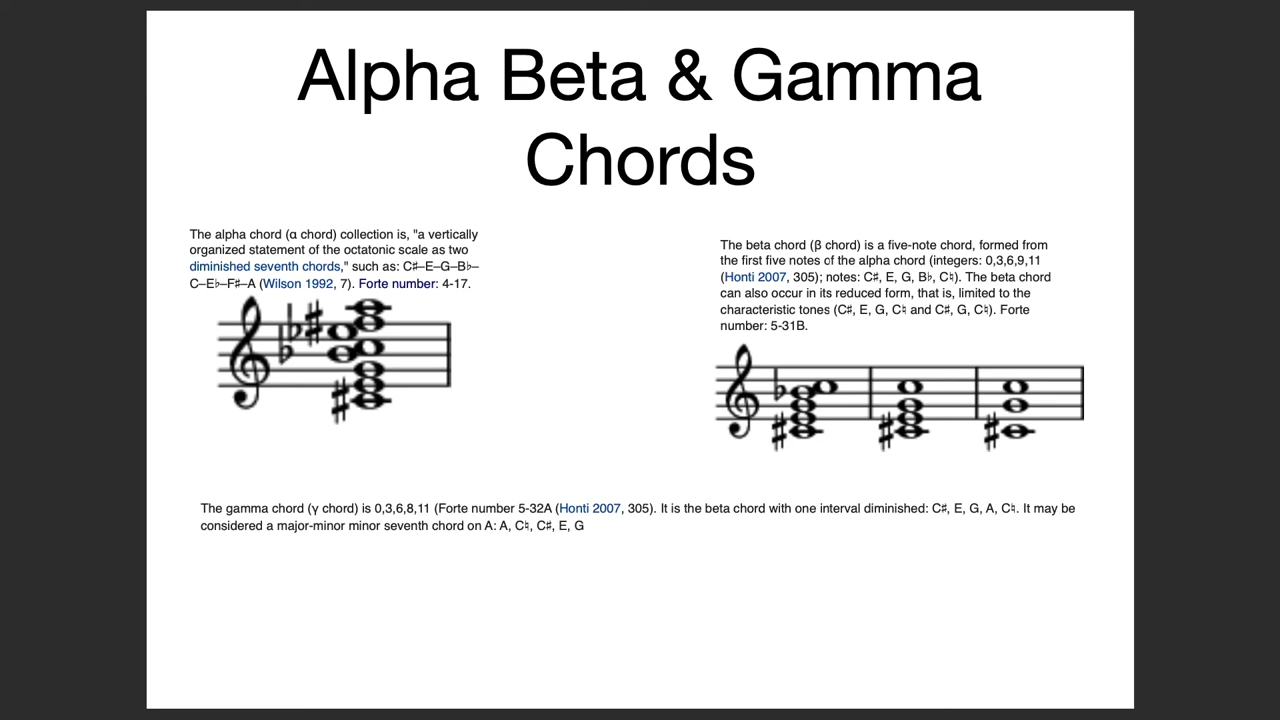 Alpha Beta & Gamma
Chords
The alpha chord (α chord) collection is, "a vertically
organized statement of the octatonic scale as two
diminished seventh chords," such as: C♯–E–G–B♭–
C–E♭–F♯–A (Wilson 1992, 7). Forte number: 4-17.
The beta chord (β chord) is a five-note chord, formed from
the first five notes of the alpha chord (integers: 0,3,6,9,11
(Honti 2007, 305); notes: C♯, E, G, B♭, C♮). The beta chord
can also occur in its reduced form, that is, limited to the
characteristic tones (C♯, E, G, C♮ and C♯, G, C♮). Forte
number: 5-31B.
The gamma chord (γ chord) is 0,3,6,8,11 (Forte number 5-32A (Honti 2007, 305). It is the beta chord with one interval diminished: C♯, E, G, A, C♮. It may be
considered a major-minor minor seventh chord on A: A, C♮, C♯, E, G